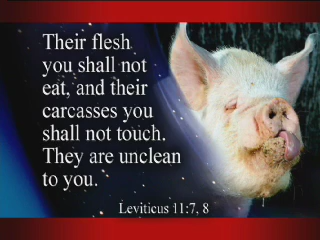 Their flesh
you shall not
eat, and their
carcasses you
shall not touch.
They are unclean
to you.
Leviticus 11:7, 8